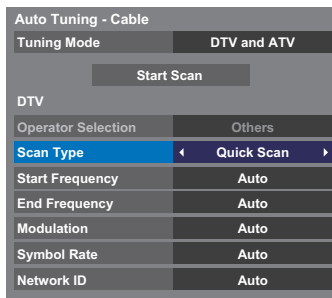 Auto Tuning - Cable
Tuning Mode DTV and ATV
Start Scan
DTV
Operator Selection Others
Scan Type Quick Scan
Start Frequency Auto
End Frequency Auto
Modulation Auto
Symbol Rate Auto
Network ID Auto